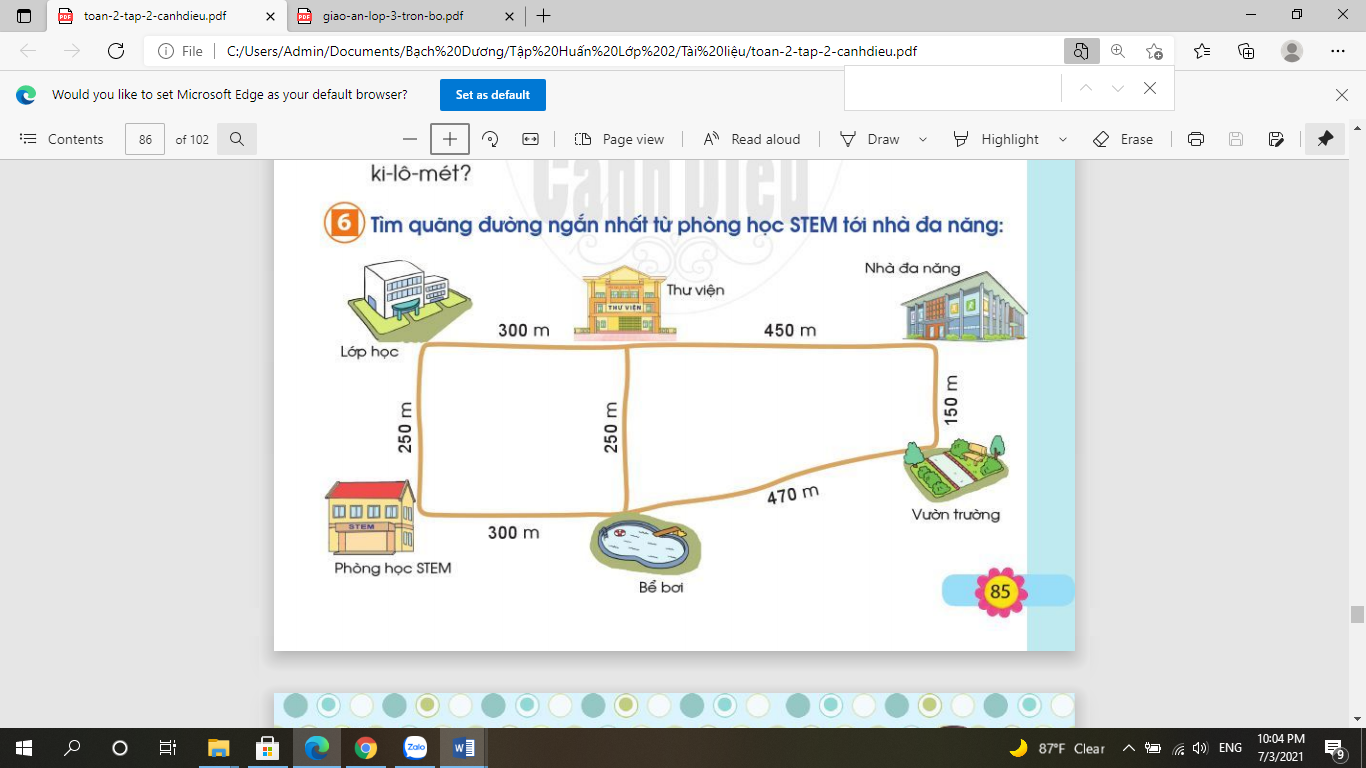 toan-2-tap-2-canhdieu.pdf
giao-an-lop-3-tron-bo.pdf
File
C:/Users/Admin/Documents/Bạch%20Dương/Tập%20Huấn%20Lớp%202/Tài%20liệu/toan-2-tap-2-canhdieu.pdf
Would you like to set Microsoft Edge as your default browser?
Set as default
Contents
86
of 102
Page view
Read aloud
Draw
Highlight
Erase
ki-lô-mét?
Cánh Diều
6 Tìm quãng đường ngắn nhất từ phòng học STEM tới nhà đa năng:
Nhà đa năng
Thư viện
THƯ VIỆN
300 m
450 m
Lớp học
250 m
250 m
150 m
470 m
STEM
300 m
Vườn trường
Phòng học STEM
Bể bơi
85
Zalo
87°F Clear
ENG
10:04 PM
7/3/2021
9